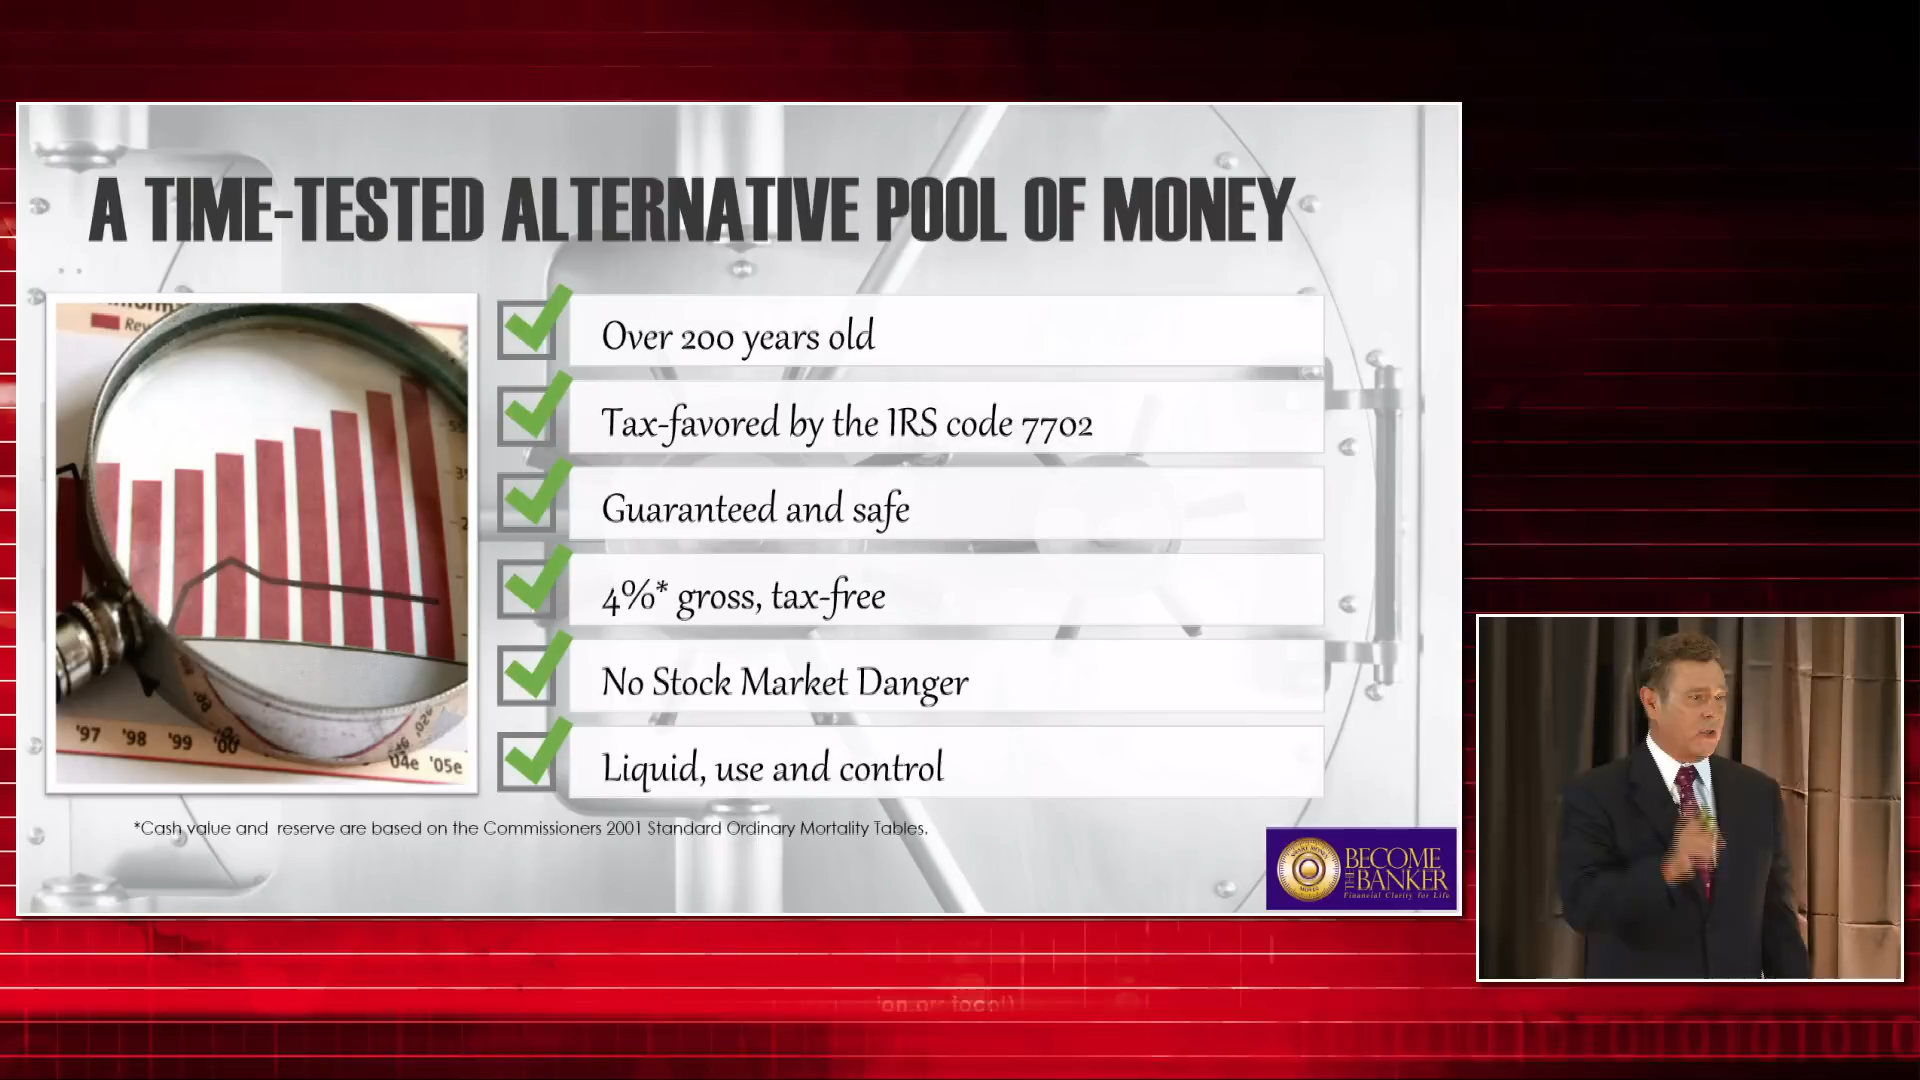 A TIME-TESTED ALTERNATIVE POOL OF MONEY
Over 200 years old
Tax-favored by the IRS code 7702
Guaranteed and safe
4%* gross, tax-free
No Stock Market Danger
Liquid, use and control
'97 '98 '99 '00
'04e '05e
*Cash value and reserve are based on the Commissioners 2001 Standard Ordinary Mortality Tables.
BECOME
THE BANKER
Financial Clarity for Life